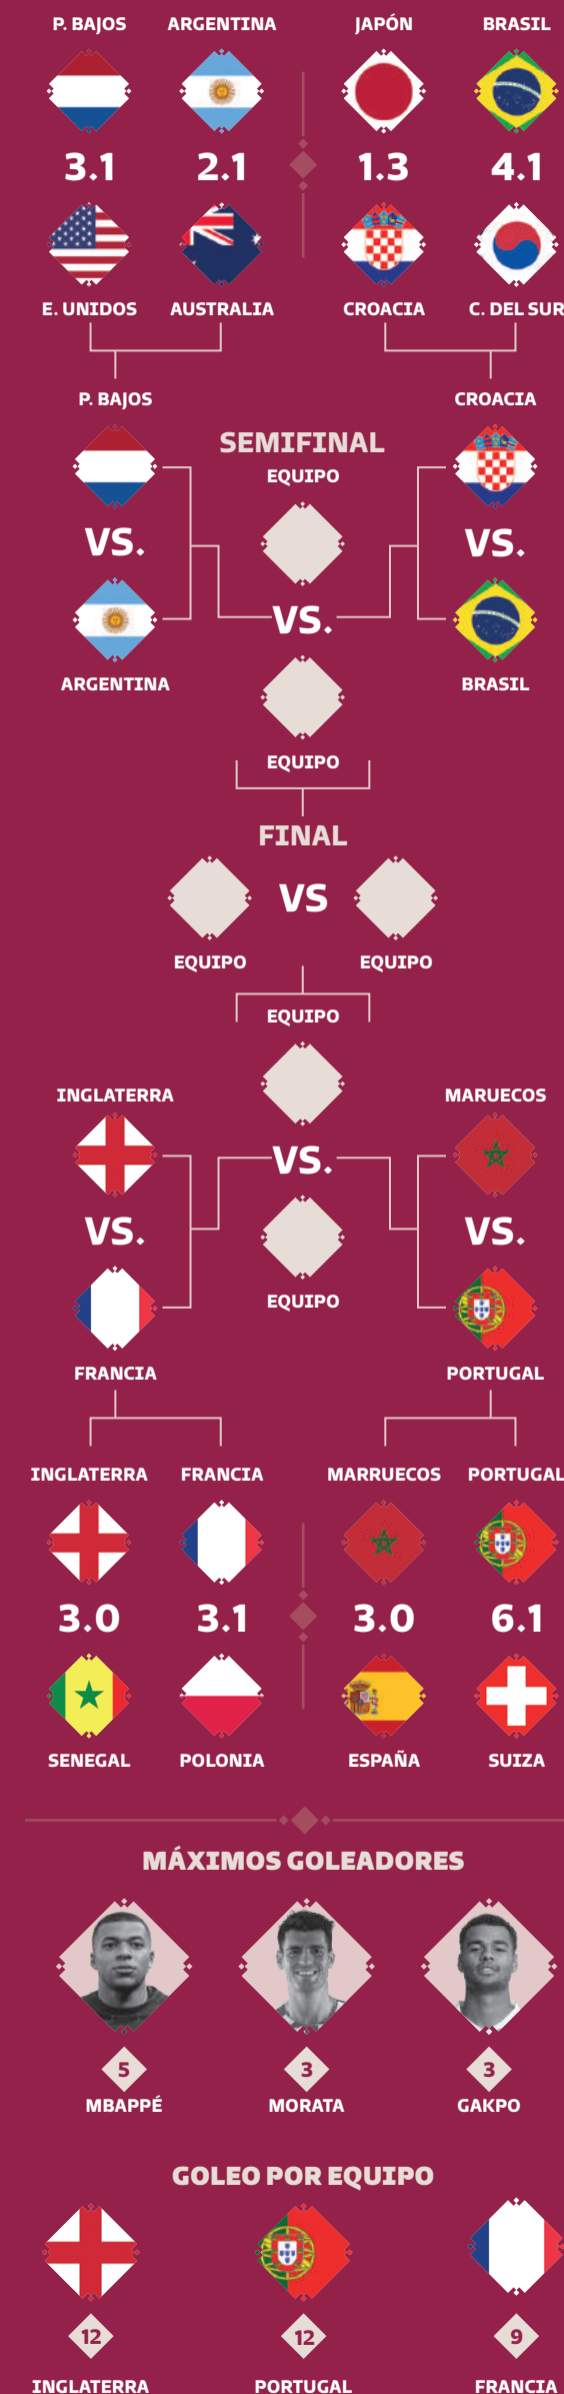 P. BAJOS ARGENTINA JAPÓN BRASIL
3.1 2.1 1.3 4.1
E. UNIDOS AUSTRALIA CROACIA C. DEL SUR
P. BAJOS CROACIA
SEMIFINAL
EQUIPO
VS. VS.
VS.
ARGENTINA BRASIL
EQUIPO
FINAL
VS
EQUIPO EQUIPO
EQUIPO
INGLATERRA MARUECOS
VS.
VS. VS.
EQUIPO
FRANCIA PORTUGAL
INGLATERRA FRANCIA MARRUECOS PORTUGAL
3.0 3.1 3.0 6.1
SENEGAL POLONIA ESPAÑA SUIZA
MÁXIMOS GOLEADORES
5 3 3
MBAPPÉ MORATA GAKPO
GOLEO POR EQUIPO
12 12 9
INGLATERRA PORTUGAL FRANCIA